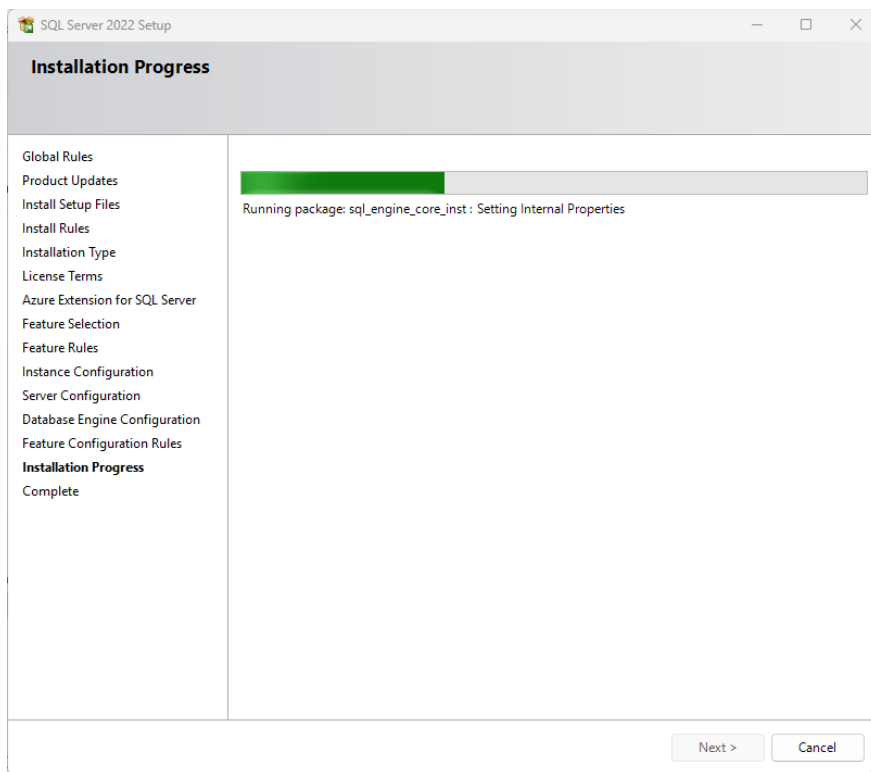 SQL Server 2022 Setup
Installation Progress
Global Rules
Product Updates
Install Setup Files
Install Rules
Installation Type
License Terms
Azure Extension for SQL Server
Feature Selection
Feature Rules
Instance Configuration
Server Configuration
Database Engine Configuration
Feature Configuration Rules
Installation Progress
Complete
Running package: sql_engine_core_inst : Setting Internal Properties
Next >
Cancel